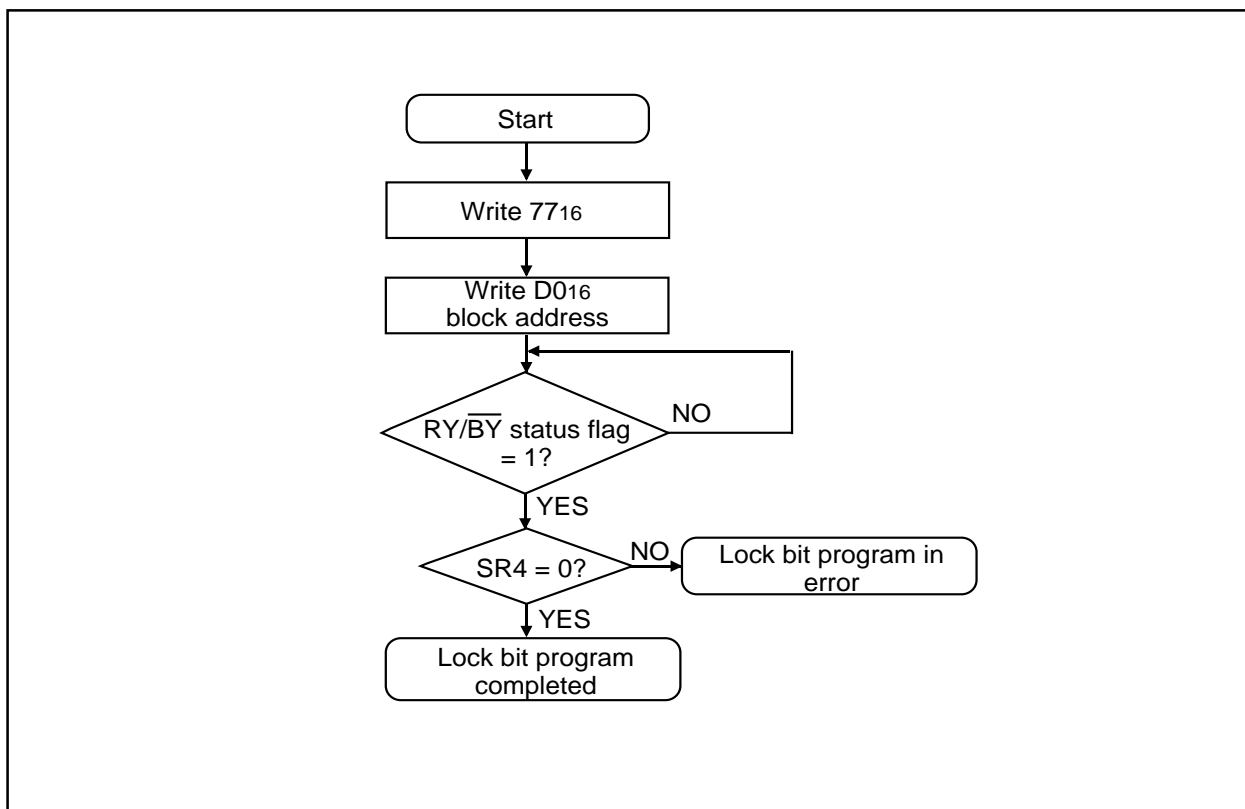 Start
Write 7716
Write D016
block address
NO
RY/B̅Y̅ status flag
= 1?
YES
SR4 = 0?
NO
Lock bit program in
error
YES
Lock bit program
completed